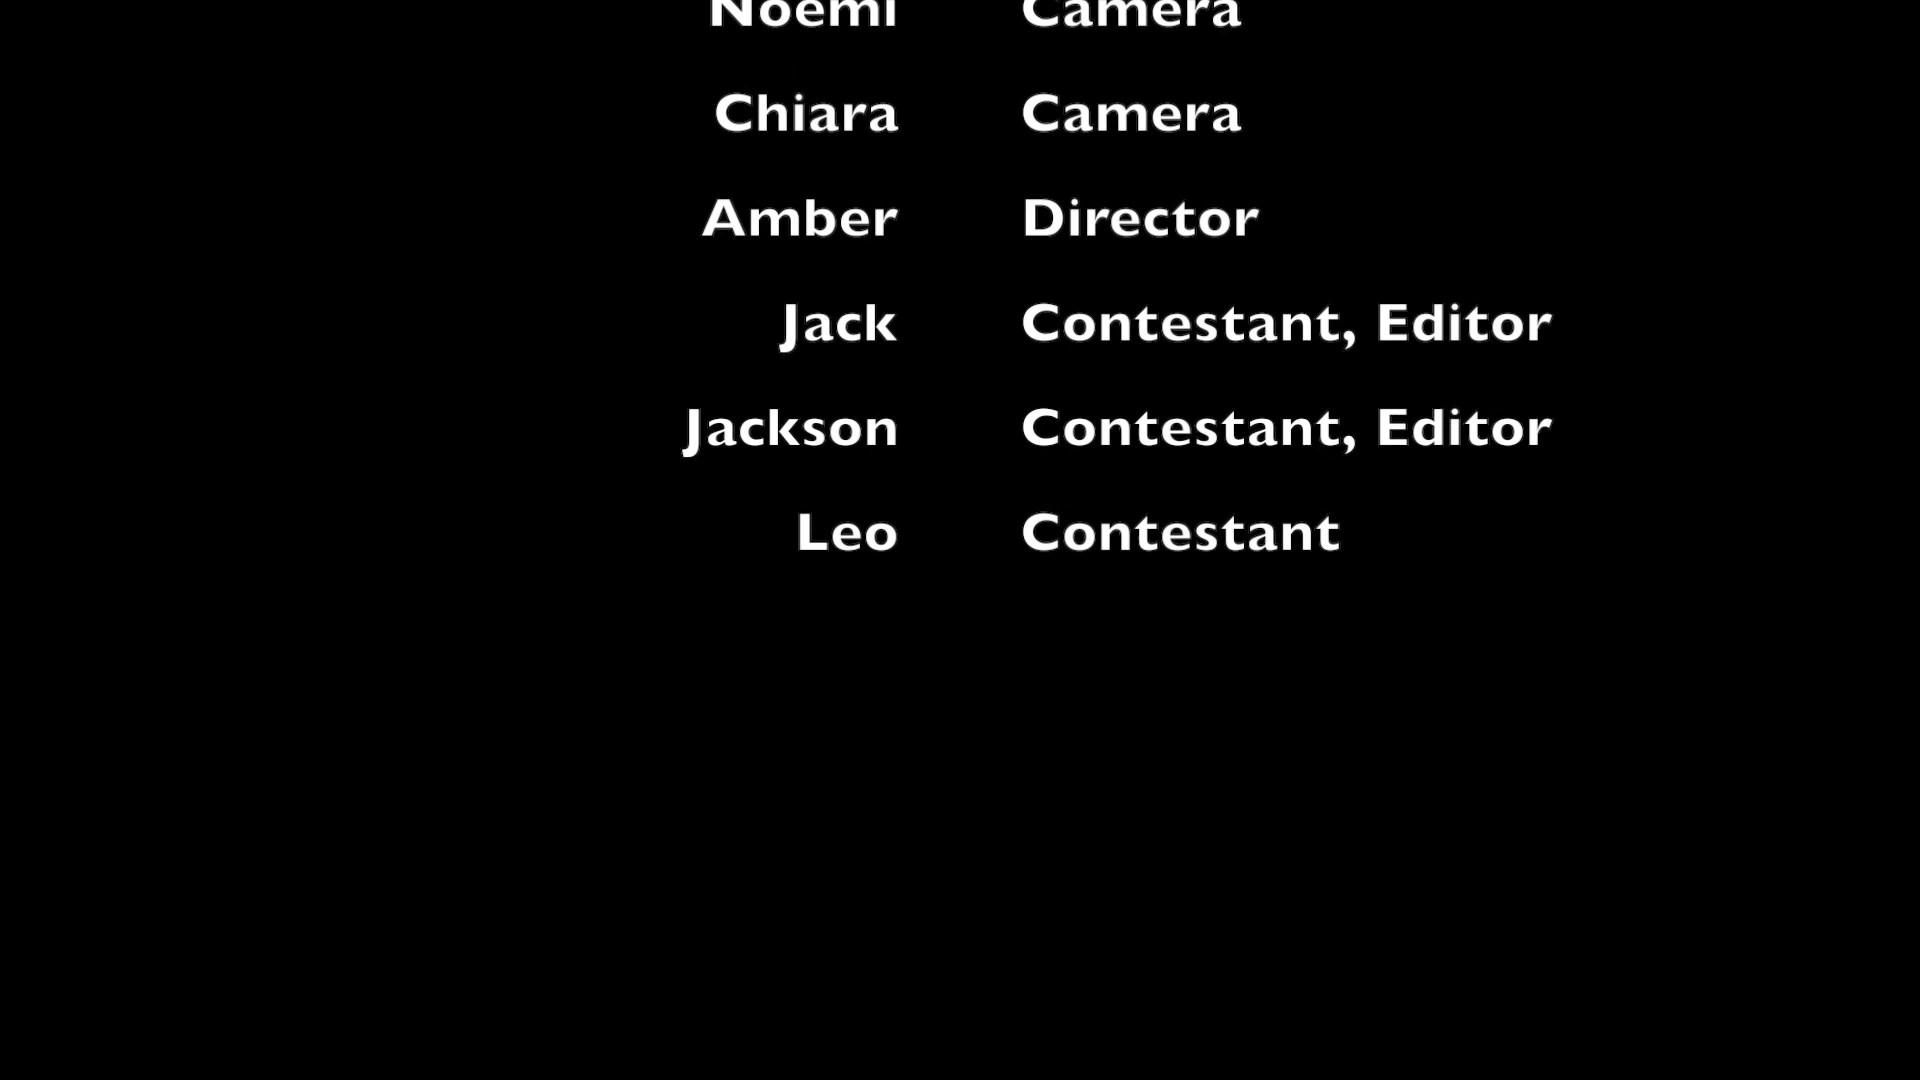 Noemi Camera
Chiara Camera
Amber Director
Jack Contestant, Editor
Jackson Contestant, Editor
Leo Contestant